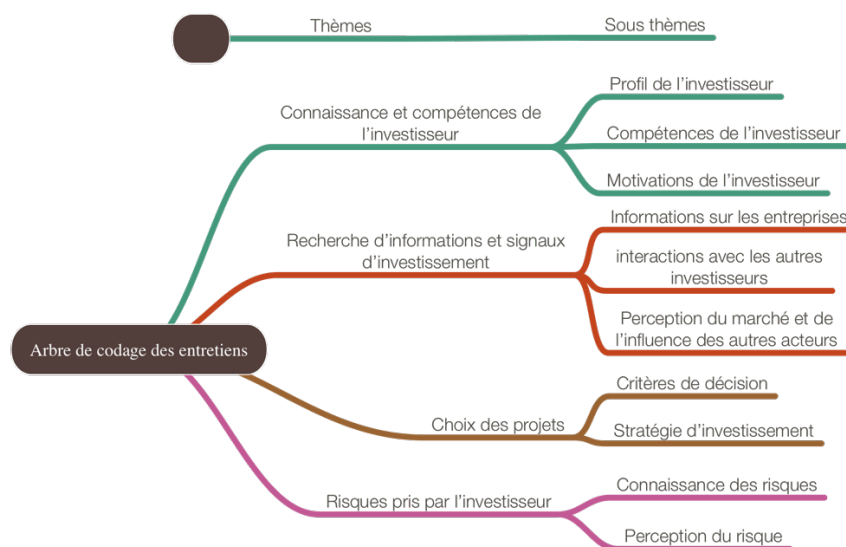 Thèmes
Sous thèmes
Connaissance et compétences de
l’investisseur
Profil de l’investisseur
Compétences de l’investisseur
Motivations de l’investisseur
Recherche d’informations et signaux
d’investissement
Informations sur les entreprises
interactions avec les autres
investisseurs
Perception du marché et de
l’influence des autres acteurs
Arbre de codage des entretiens
Choix des projets
Critères de décision
Stratégie d’investissement
Risques pris par l’investisseur
Connaissance des risques
Perception du risque